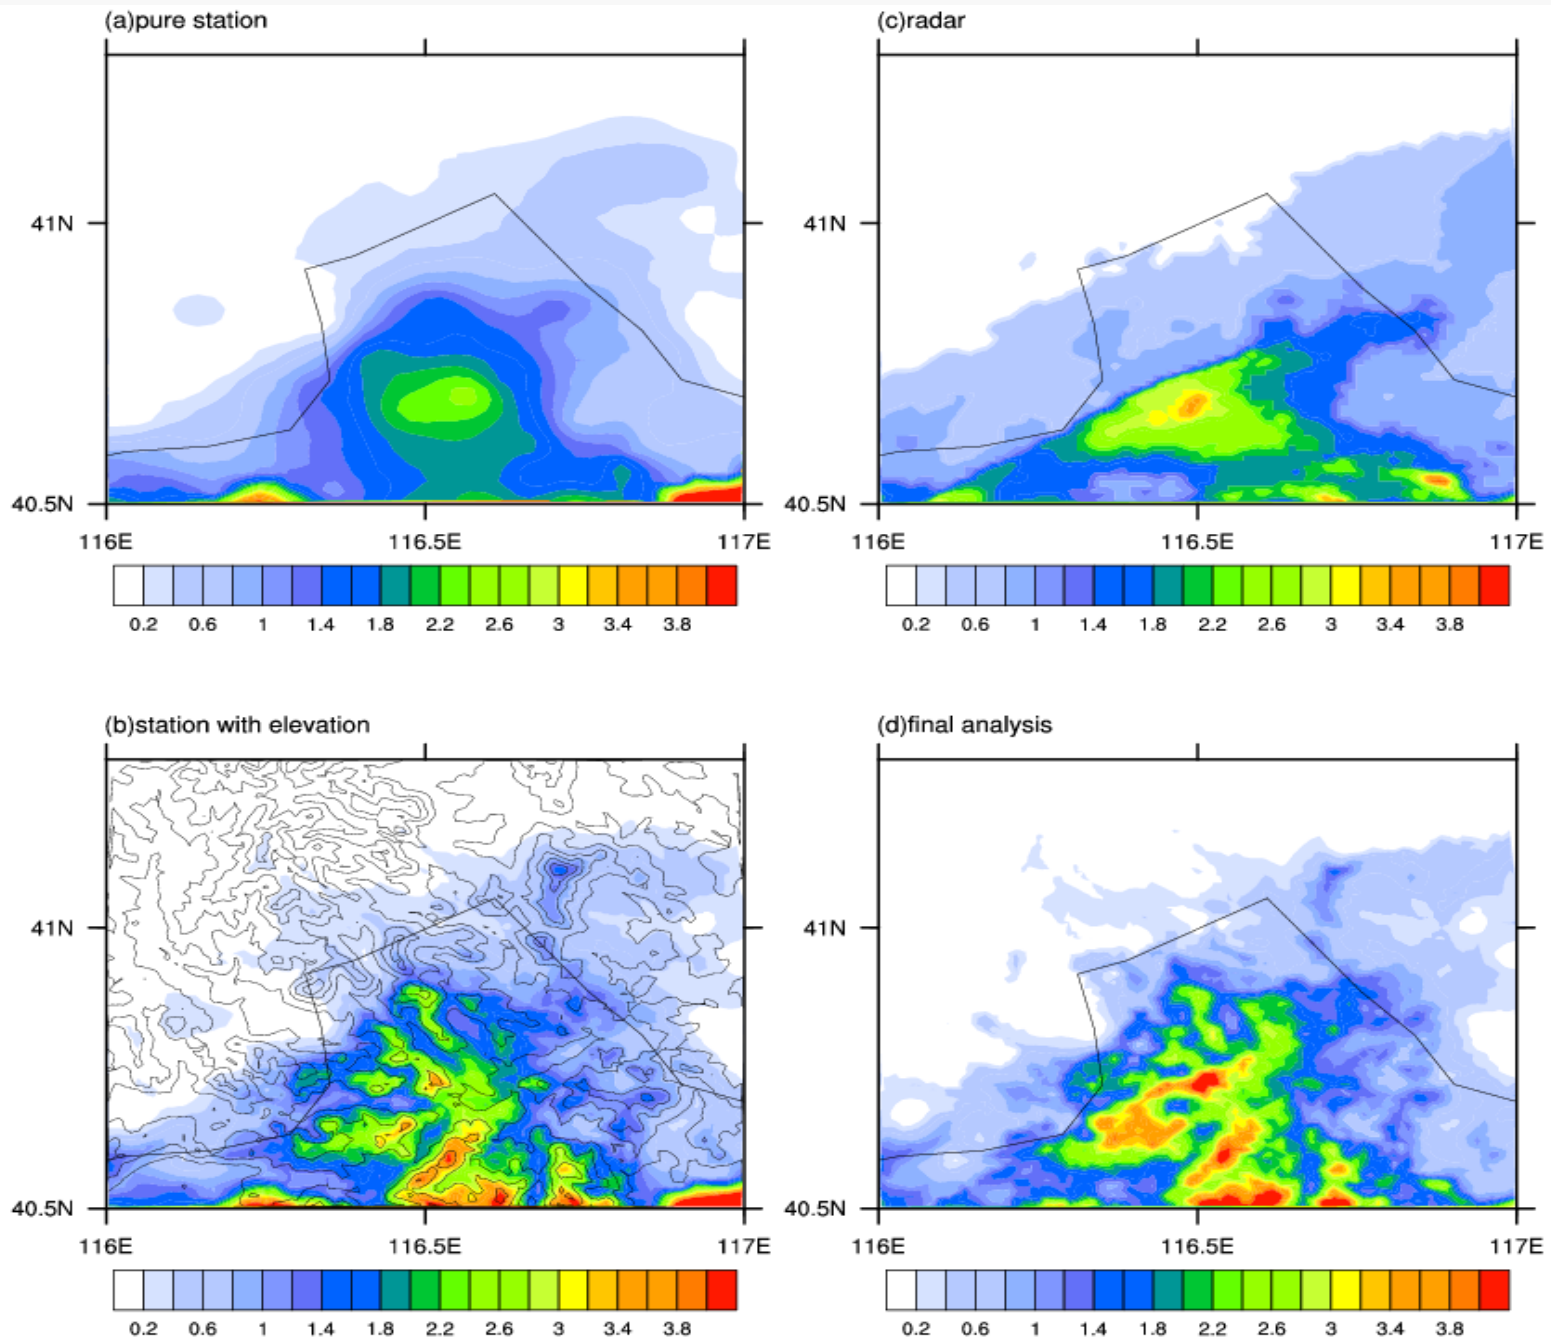 (a)pure station
41N
40.5N
116E 116.5E 117E
0.2 0.6 1 1.4 1.8 2.2 2.6 3 3.4 3.8
(c)radar
41N
40.5N
116E 116.5E 117E
0.2 0.6 1 1.4 1.8 2.2 2.6 3 3.4 3.8
(b)station with elevation
41N
40.5N
116E 116.5E 117E
0.2 0.6 1 1.4 1.8 2.2 2.6 3 3.4 3.8
(d)final analysis
41N
40.5N
116E 116.5E 117E
0.2 0.6 1 1.4 1.8 2.2 2.6 3 3.4 3.8